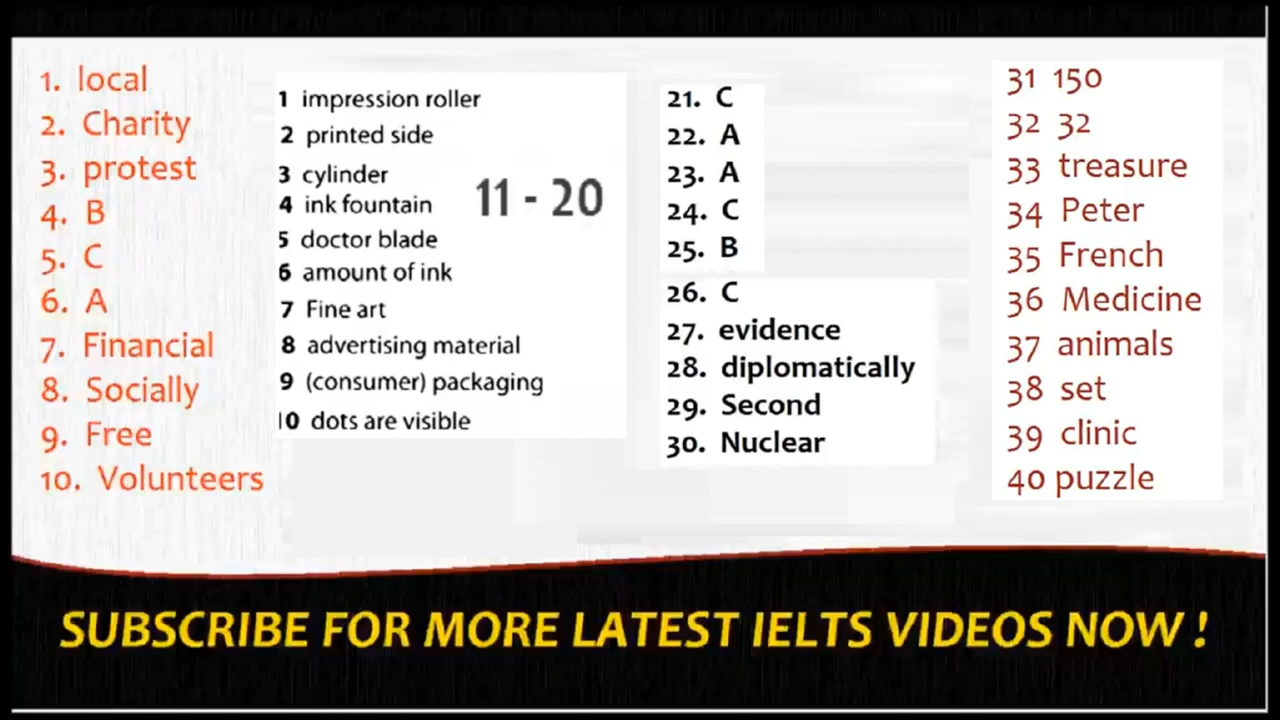 1. local
2. Charity
3. protest
4. B
5. C
6. A
7. Financial
8. Socially
9. Free
10. Volunteers
1 impression roller
2 printed side
3 cylinder
4 ink fountain
11 - 20
5 doctor blade
6 amount of ink
7 Fine art
8 advertising material
9 (consumer) packaging
10 dots are visible
21. C
22. A
23. A
24. C
25. B
26. C
27. evidence
28. diplomatically
29. Second
30. Nuclear
31 150
32 32
33 treasure
34 Peter
35 French
36 Medicine
37 animals
38 set
39 clinic
40 puzzle
SUBSCRIBE FOR MORE LATEST IELTS VIDEOS NOW !